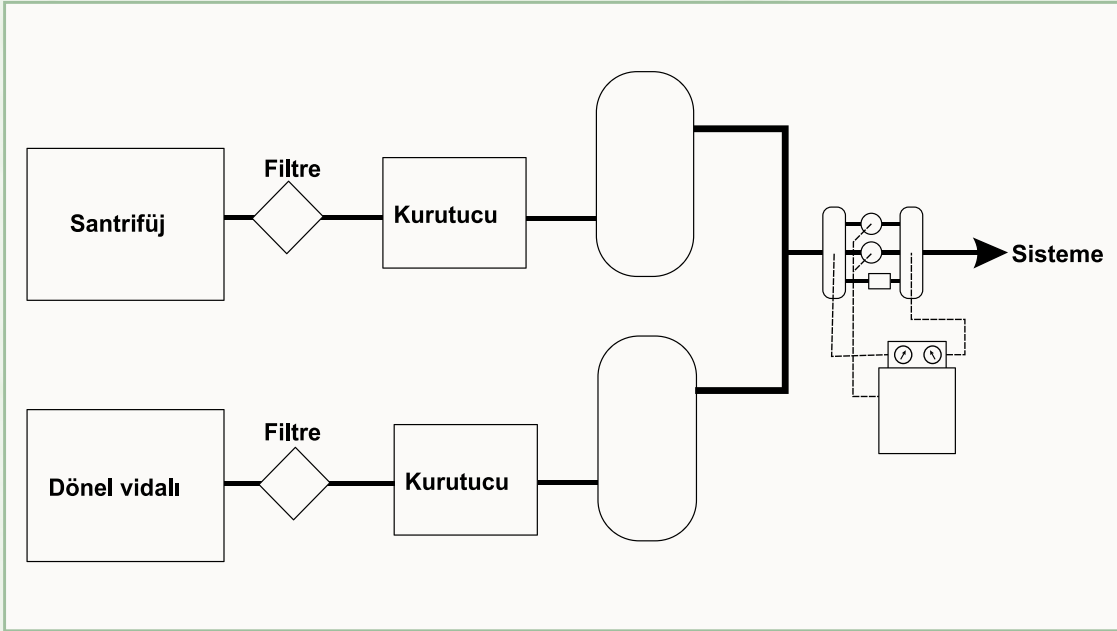 Filtre
Santrifüj
Kurutucu
Sisteme
Filtre
Dönel vidalı
Kurutucu